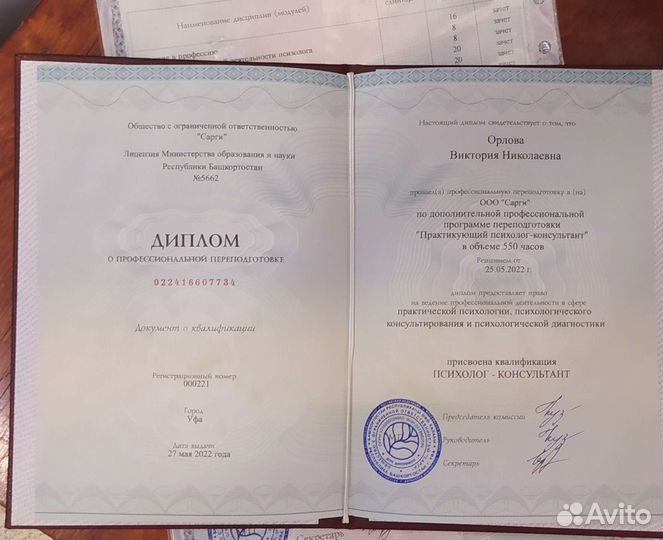 Наименование дисциплин (модулей)
16 зачет
8 зачет
8 зачет
в профессию 20 зачет
деятельности психолога 20 зачет
Общество с ограниченной ответственностью
"Сарги"
Лицензия Министерства образования и науки
Республики Башкортостан
№5662
ДИПЛОМ
О ПРОФЕССИОНАЛЬНОЙ ПЕРЕПОДГОТОВКЕ
022416607734
Документ о квалификации
Регистрационный номер
000221
Город
Уфа
Дата выдачи
27 мая 2022 года
Настоящий диплом свидетельствует о том, что
Орлова
Виктория Николаевна
прошел(а) профессиональную переподготовку в (на)
ООО "Сарги"
по дополнительной профессиональной
программе переподготовки
"Практикующий психолог-консультант"
в объеме 550 часов
Решением от
25.05.2022 г.
диплом предоставляет право
на ведение профессиональной деятельности в сфере
практической психологии, психологического
консультирования и психологической диагностики
присвоена квалификация
ПСИХОЛОГ - КОНСУЛЬТАНТ
Председатель комиссии
Руководитель
Секретарь
Секретарь
Avito